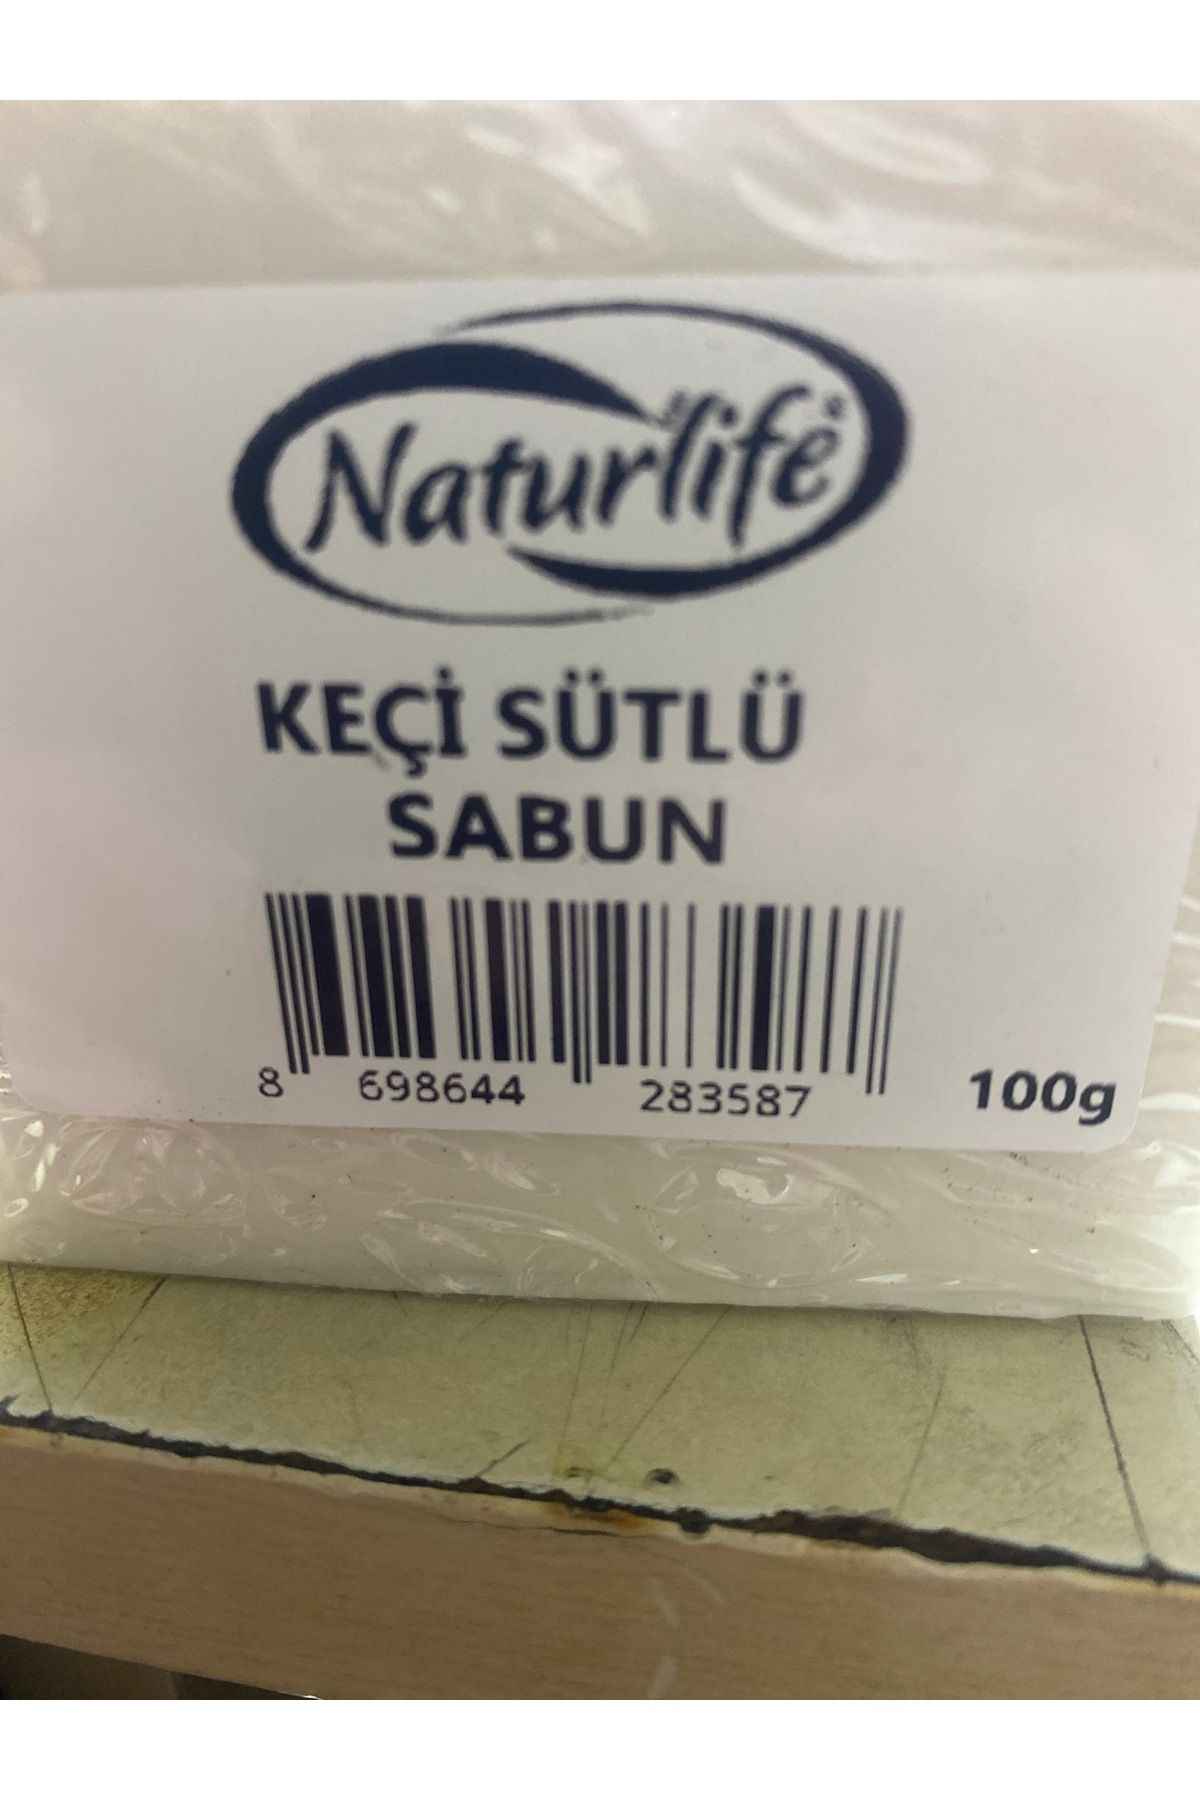 Naturlife
KEÇİ SÜTLÜ
SABUN
8 698644 283587
100g